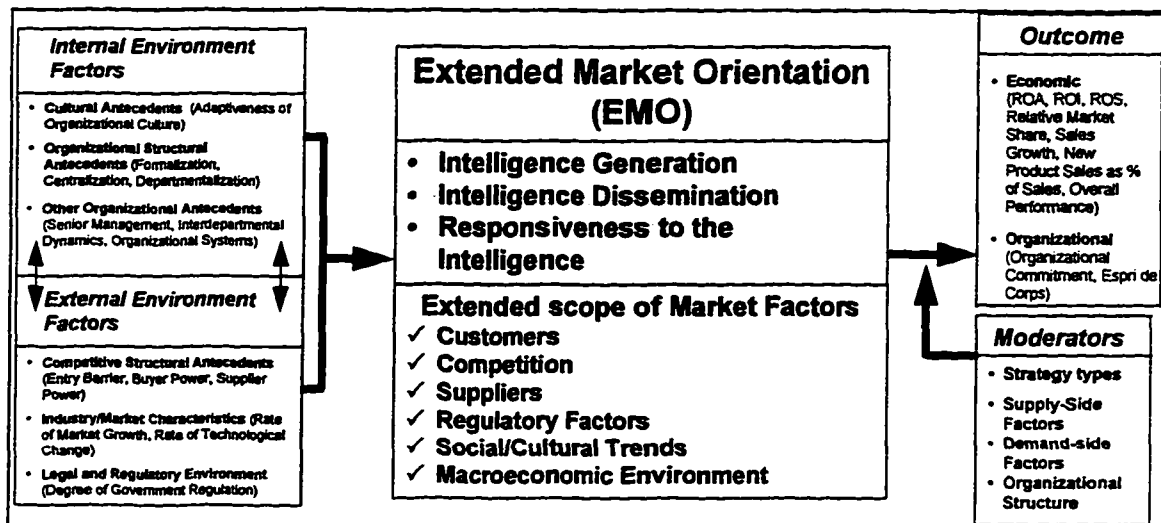 Internal Environment
Factors
• Cultural Antecedents (Adaptiveness of
Organizational Culture)
• Organizational Structural
Antecedents (Formalization,
Centralization, Departmentalization)
• Other Organizational Antecedents
(Senior Management, Interdepartmental
Dynamics, Organizational Systems)
External Environment
Factors
• Competitive Structural Antecedents
(Entry Barrier, Buyer Power, Supplier
Power)
• Industry/Market Characteristics (Rate
of Market Growth, Rate of Technological
Change)
• Legal and Regulatory Environment
(Degree of Government Regulation)
Extended Market Orientation
(EMO)
• Intelligence Generation
• Intelligence Dissemination
• Responsiveness to the
Intelligence
Extended scope of Market Factors
✓ Customers
✓ Competition
✓ Suppliers
✓ Regulatory Factors
✓ Social/Cultural Trends
✓ Macroeconomic Environment
Outcome
• Economic
(ROA, ROI, ROS,
Relative Market
Share, Sales
Growth, New
Product Sales as %
of Sales, Overall
Performance)
• Organizational
(Organizational
Commitment, Espri de
Corps)
Moderators
• Strategy types
• Supply-Side
Factors
• Demand-side
Factors
• Organizational
Structure